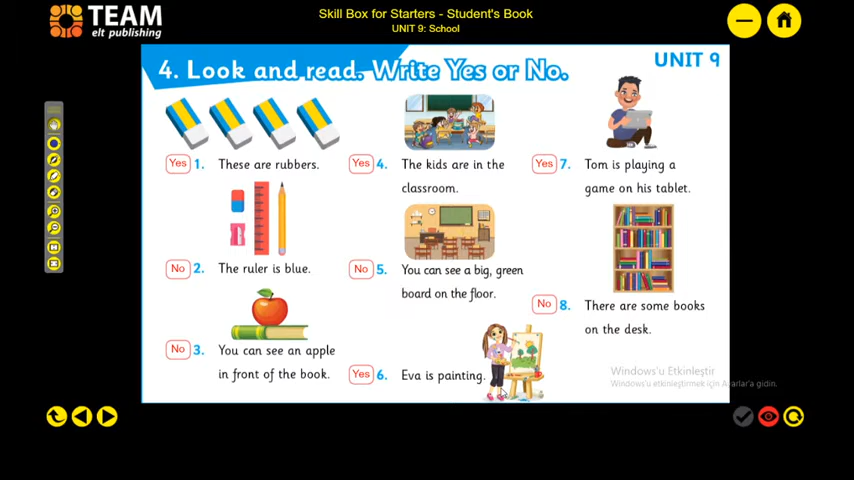 TEAM
elt publishing
Skill Box for Starters - Student's Book
UNIT 9: School
4. Look and read. Write Yes or No.
UNIT 9
Yes 1. These are rubbers.
No 2. The ruler is blue.
No 3. You can see an apple
in front of the book.
Yes 4. The kids are in the
classroom.
No 5. You can see a big, green
board on the floor.
Yes 6. Eva is painting.
Yes 7. Tom is playing a
game on his tablet.
No 8. There are some books
on the desk.
Windows'u Etkinleştir
Windows'u etkinleştirmek için Ayarlar'a gidin.